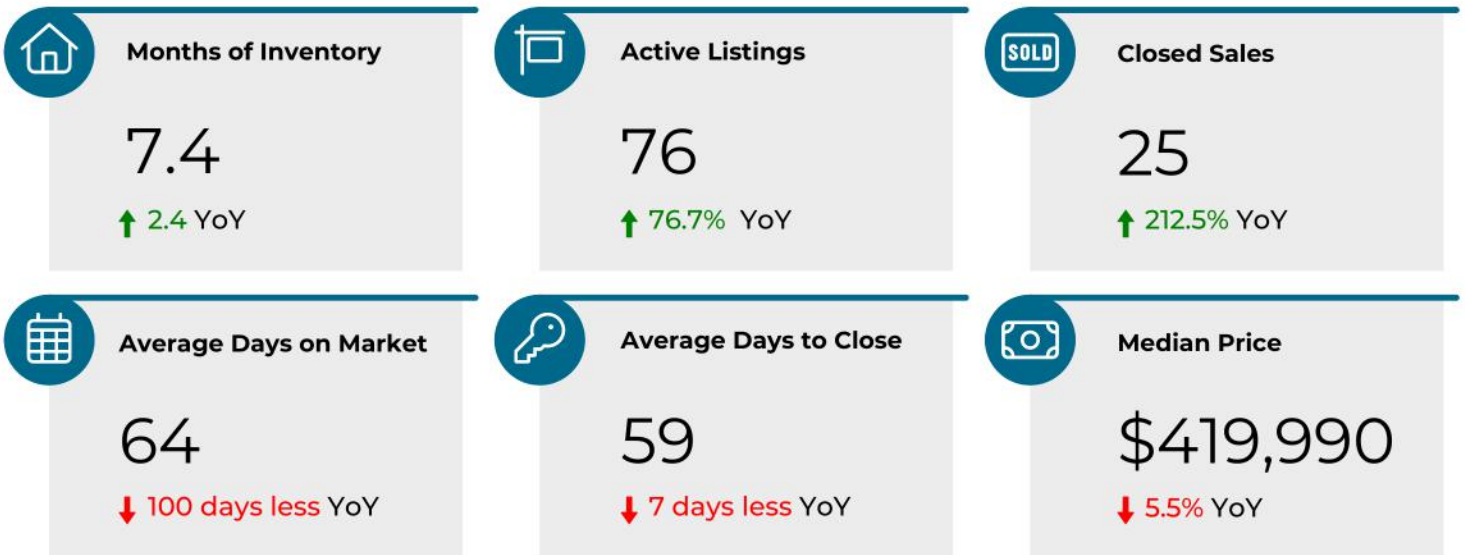 Months of Inventory
7.4
2.4 YoY
Active Listings
76
76.7% YoY
SOLD
Closed Sales
25
212.5% YoY
Average Days on Market
64
100 days less YoY
Average Days to Close
59
7 days less YoY
Median Price
$419,990
5.5% YoY